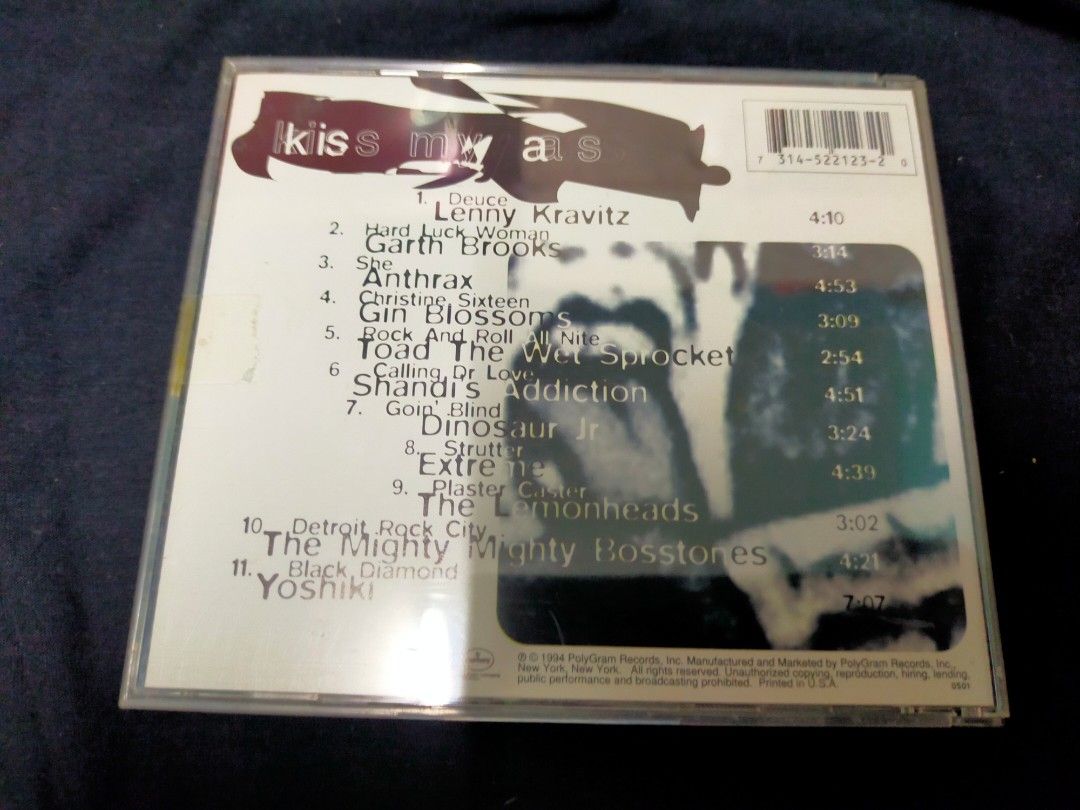 kiss my as
7 314-522123-2 0
1. Deuce
Lenny Kravitz 4:10
2. Hard Luck Woman
Garth Brooks 3:14
3. She
Anthrax 4:53
4. Christine Sixteen
Gin Blossoms 3:09
5. Rock And Roll All Nite
Toad The Wet Sprocket 2:54
6 Calling Dr Love
Shandi's Addiction 4:51
7. Goin' Blind
Dinosaur Jr 3:24
8. Strutter
Extreme 4:39
9. Plaster Caster
The Lemonheads 3:02
10. Detroit Rock City
The Mighty Mighty Bosstones 4:21
11. Black Diamond
Yoshiki 7:07
℗ © 1994 PolyGram Records, Inc. Manufactured and Marketed by PolyGram Records, Inc.,
New York, New York. All rights reserved. Unauthorized copying, reproduction, hiring, lending,
public performance and broadcasting prohibited. Printed in U.S.A.
0501